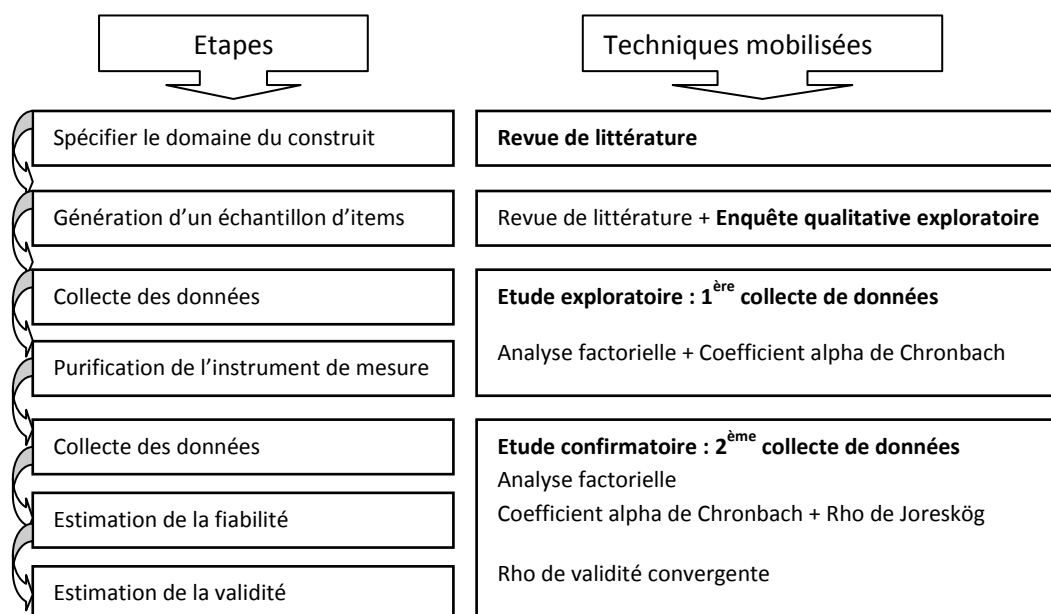 Etapes
Techniques mobilisées
Spécifier le domaine du construit
Revue de littérature
Génération d’un échantillon d’items
Revue de littérature + Enquête qualitative exploratoire
Collecte des données
Etude exploratoire : 1ère collecte de données
Purification de l’instrument de mesure
Analyse factorielle + Coefficient alpha de Chronbach
Collecte des données
Etude confirmatoire : 2ème collecte de données
Analyse factorielle
Estimation de la fiabilité
Coefficient alpha de Chronbach + Rho de Joreskög
Estimation de la validité
Rho de validité convergente